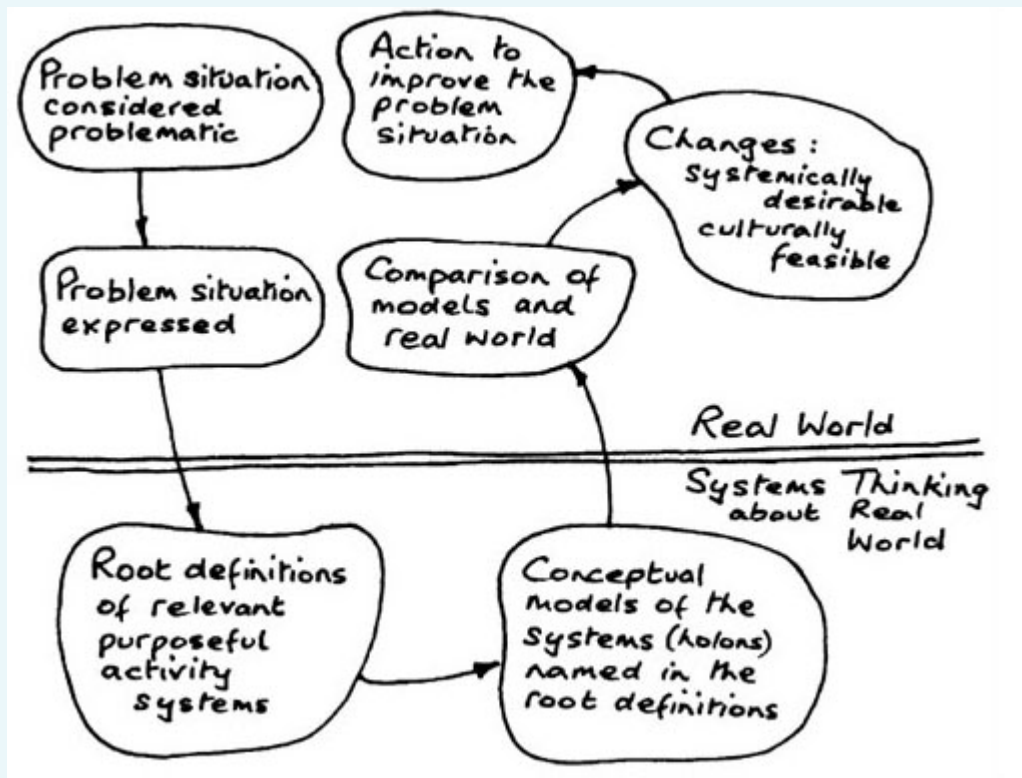 Problem situation
considered
problematic
Problem situation
expressed
Root definitions
of relevant
purposeful
activity
systems
Conceptual
models of the
systems (holons)
named in the
root definitions
Comparison of
models and
real world
Changes:
systemically
desirable
culturally
feasible
Action to
improve the
problem
situation
Real World
Systems Thinking
about Real
World